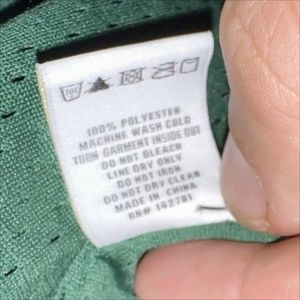 100% POLYESTER
MACHINE WASH COLD
TURN GARMENT INSIDE OUT
DO NOT BLEACH
LINE DRY ONLY
DO NOT IRON
DO NOT DRY CLEAN
MADE IN CHINA
RN# 142781